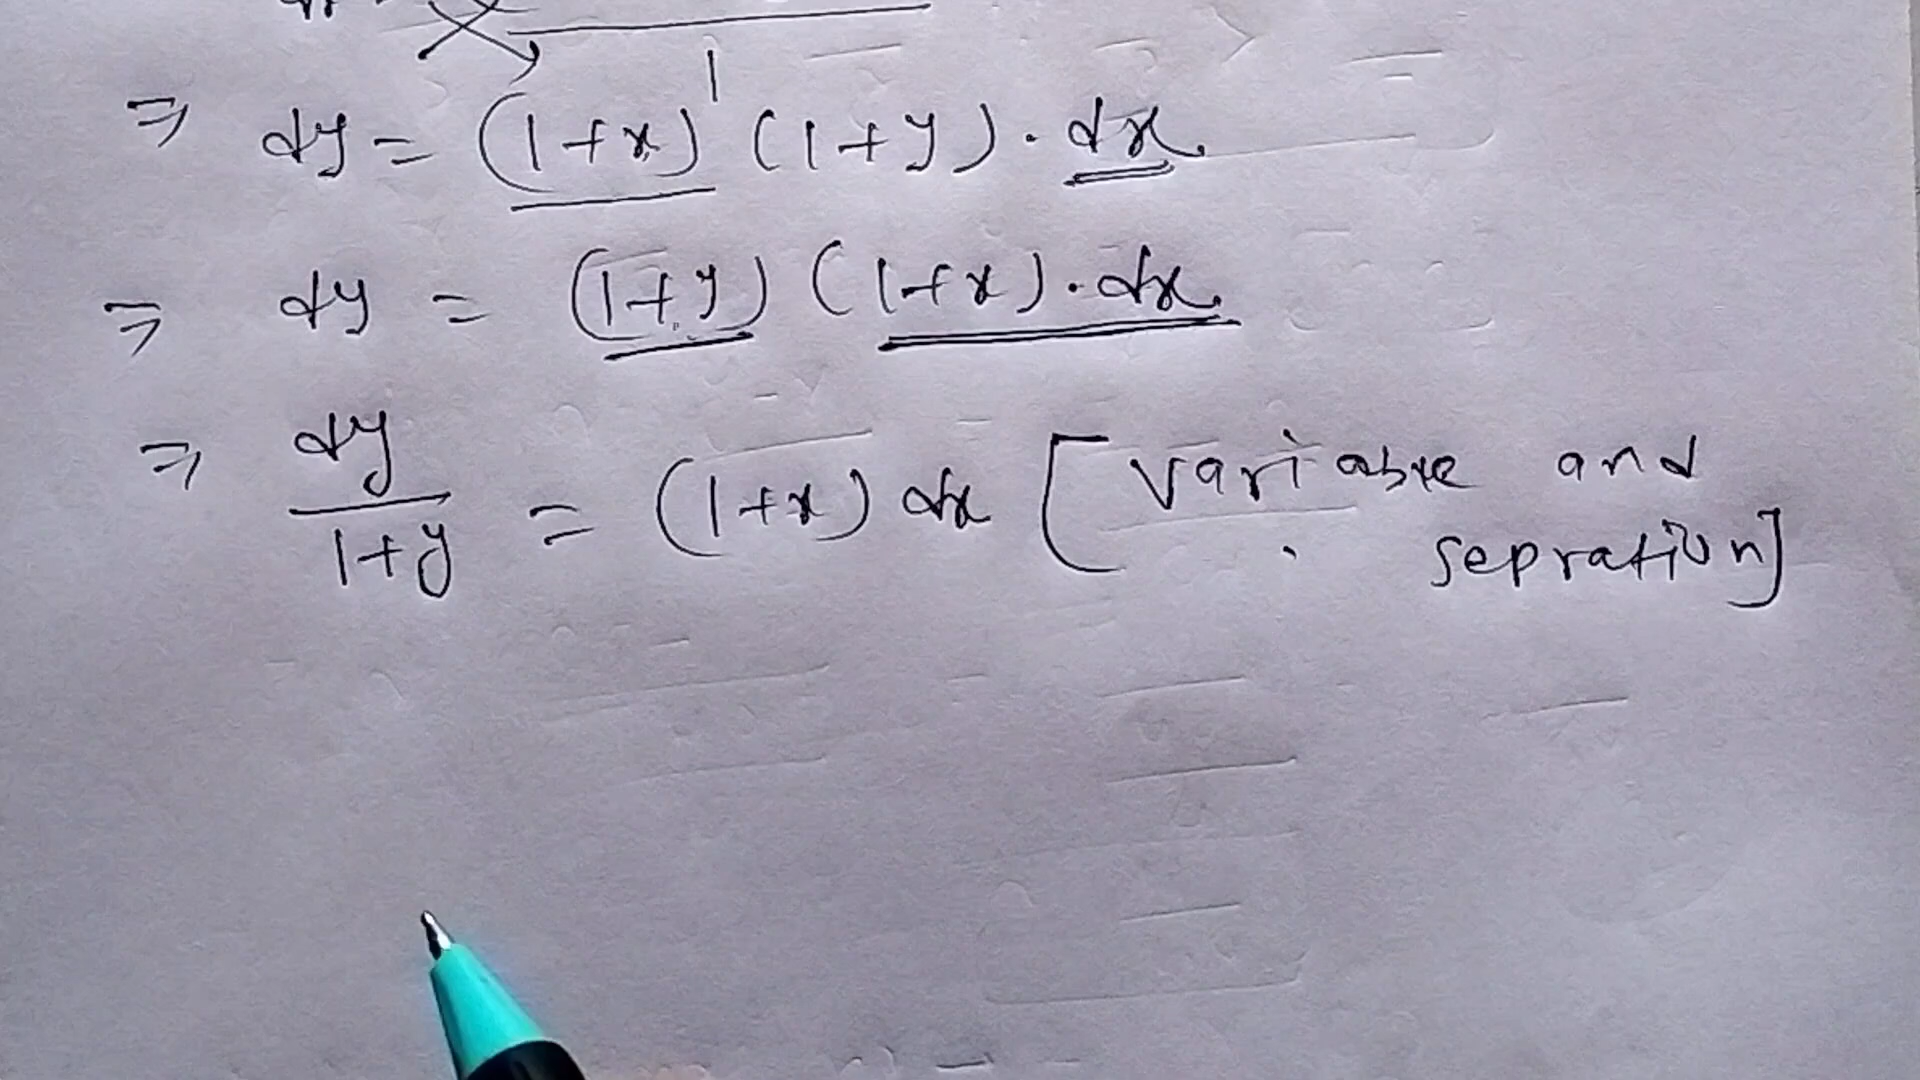 ⇒ dy = (1+x) (1+y) . dx
⇒ dy = (1+y) (1+x) . dx
⇒ dy/1+y = (1+x) dx [variable and
sepration]